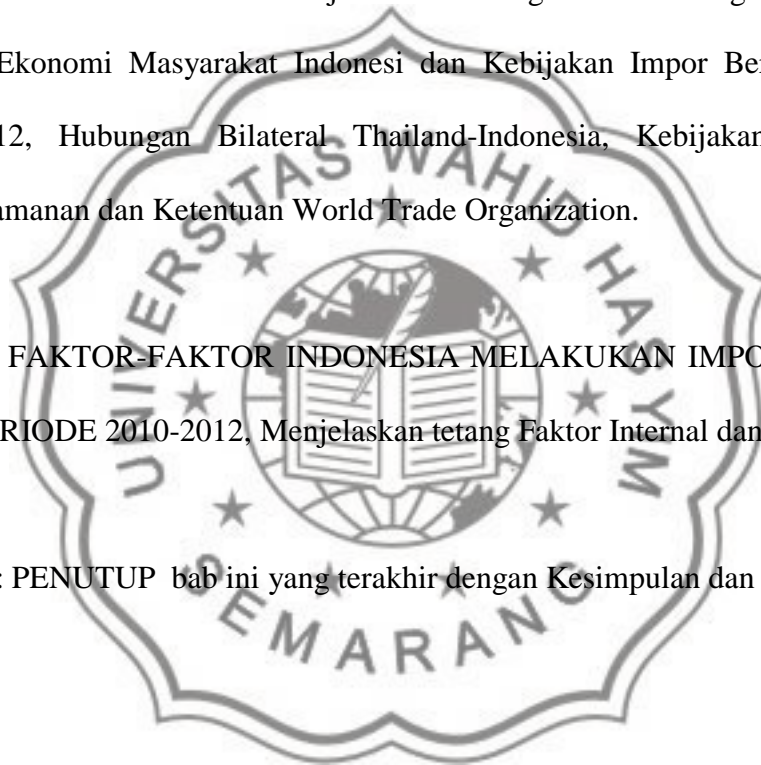 Ekonomi Masyarakat Indonesi dan Kebijakan Impor
12, Hubungan Bilateral Thailand-Indonesia, Kebijakan
amanan dan Ketentuan World Trade Organization.
FAKTOR-FAKTOR INDONESIA MELAKUKAN
RIODE 2010-2012, Menjelaskan tetang Faktor Internal dan
: PENUTUP bab ini yang terakhir dengan Kesimpulan dan
UNIVERSITAS WAHID HASYIM
SEMARANG